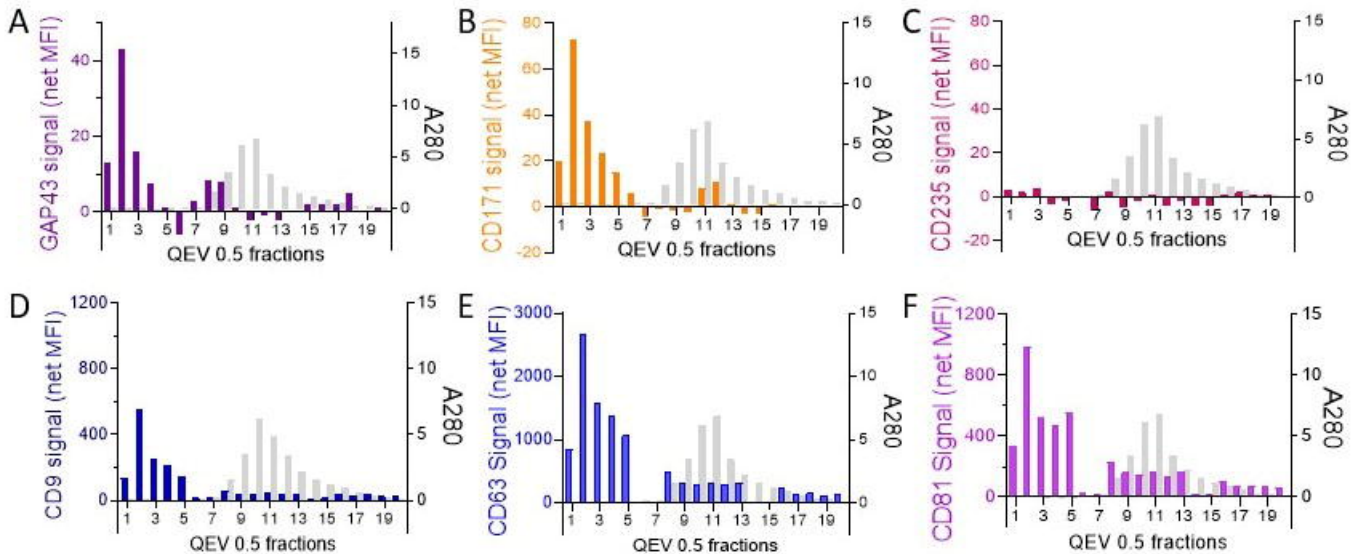 A
GAP43 signal (net MFI)
40
20
0
15
10
5
0
A280
1 3 5 7 9 11 13 15 17 19
QEV 0.5 fractions
B
CD171 signal (net MFI)
80
60
40
20
0
-20
15
10
5
0
A280
1 3 5 7 9 11 13 15 17 19
QEV 0.5 fractions
C
CD235 signal (net MFI)
80
60
40
20
0
-20
15
10
5
0
A280
1 3 5 7 9 11 13 15 17 19
QEV 0.5 fractions
D
CD9 signal (net MFI)
1200
800
400
0
15
10
5
0
A280
1 3 5 7 9 11 13 15 17 19
QEV 0.5 fractions
E
CD63 Signal (net MFI)
3000
2000
1000
0
15
10
5
0
A280
1 3 5 7 9 11 13 15 17 19
QEV 0.5 fractions
F
CD81 Signal (net MFI)
1200
800
400
0
15
10
5
0
A280
1 3 5 7 9 11 13 15 17 19
QEV 0.5 fractions